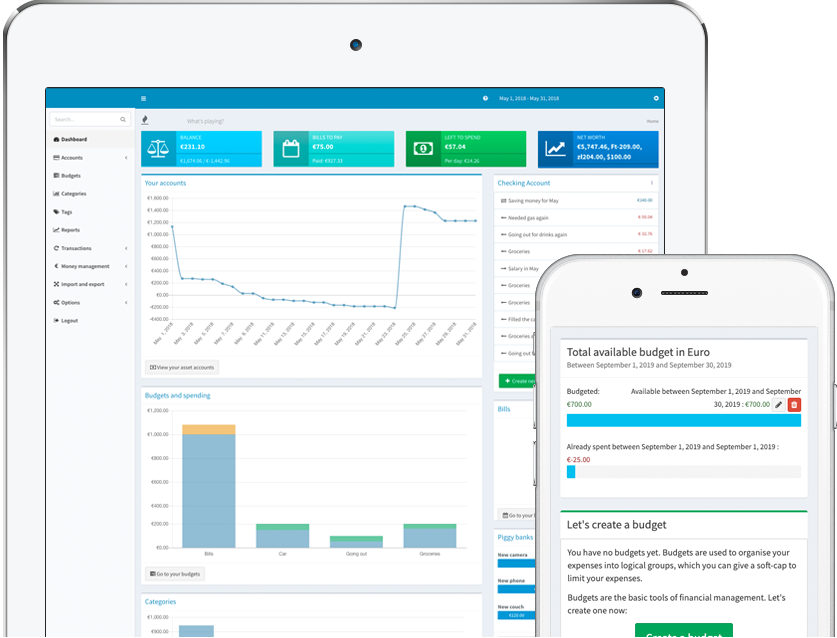 May 1, 2018 - May 31, 2018
Search...
What's playing?
Home
Dashboard
Accounts
Budgets
Categories
Tags
Reports
Transactions
Money management
Import and export
Options
Logout
BALANCE
€231.10
€1,674.06 / €-1,442.96
BILLS TO PAY
€75.00
Paid: €927.33
LEFT TO SPEND
€57.04
Per day: €14.26
NET WORTH
€5,747.46, Ft-209.00,
zł204.00, $100.00
Your accounts
€1,600.00
€1,400.00
€1,200.00
€1,000.00
€800.00
€600.00
€400.00
€200.00
€0.00
-€200.00
-€400.00
May 1, 2018
May 3, 2018
May 5, 2018
May 7, 2018
May 9, 2018
May 11, 2018
May 13, 2018
May 15, 2018
May 17, 2018
May 19, 2018
May 21, 2018
May 23, 2018
May 25, 2018
May 27, 2018
May 29, 2018
May 31, 2018
View your asset accounts
Checking Account
Saving money for May
Needed gas again
Going out for drinks again
Groceries
Salary in May
Groceries
Groceries
Filled the
Groceries
Going out
Create
Budgets and spending
€1,200.00
€1,000.00
€800.00
€600.00
€400.00
€200.00
€0.00
Bills
Car
Going out
Groceries
Go to your budgets
Bills
Go to your
Piggy banks
New camera
New phone
New couch
€120.00
Categories
€1,000.00
€900.00
Total available budget in Euro
Between September 1, 2019 and September 30, 2019
Budgeted: Available between September 1, 2019 and September
€700.00 30, 2019 : €700.00
Already spent between September 1, 2019 and September 1, 2019 :
€-25.00
Let's create a budget
You have no budgets yet. Budgets are used to organise your
expenses into logical groups, which you can give a soft-cap to
limit your expenses.
Budgets are the basic tools of financial management. Let's
create one now:
Create a budget